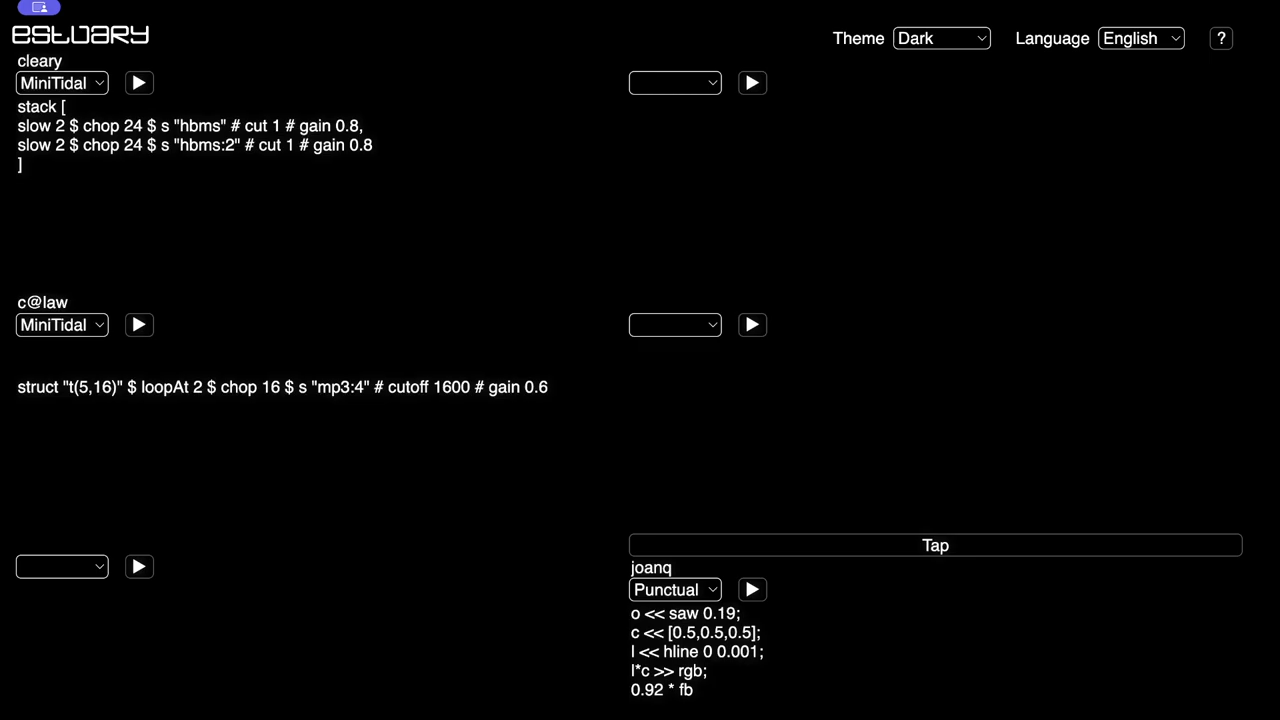 estuary
Theme Dark Language English ?
cleary
MiniTidal
stack [
slow 2 $ chop 24 $ s "hbms" # cut 1 # gain 0.8,
slow 2 $ chop 24 $ s "hbms:2" # cut 1 # gain 0.8
]
c@law
MiniTidal
struct "t(5,16)" $ loopAt 2 $ chop 16 $ s "mp3:4" # cutoff 1600 # gain 0.6
Tap
joanq
Punctual
o << saw 0.19;
c << [0.5,0.5,0.5];
l << hline 0 0.001;
l*c >> rgb;
0.92 * fb